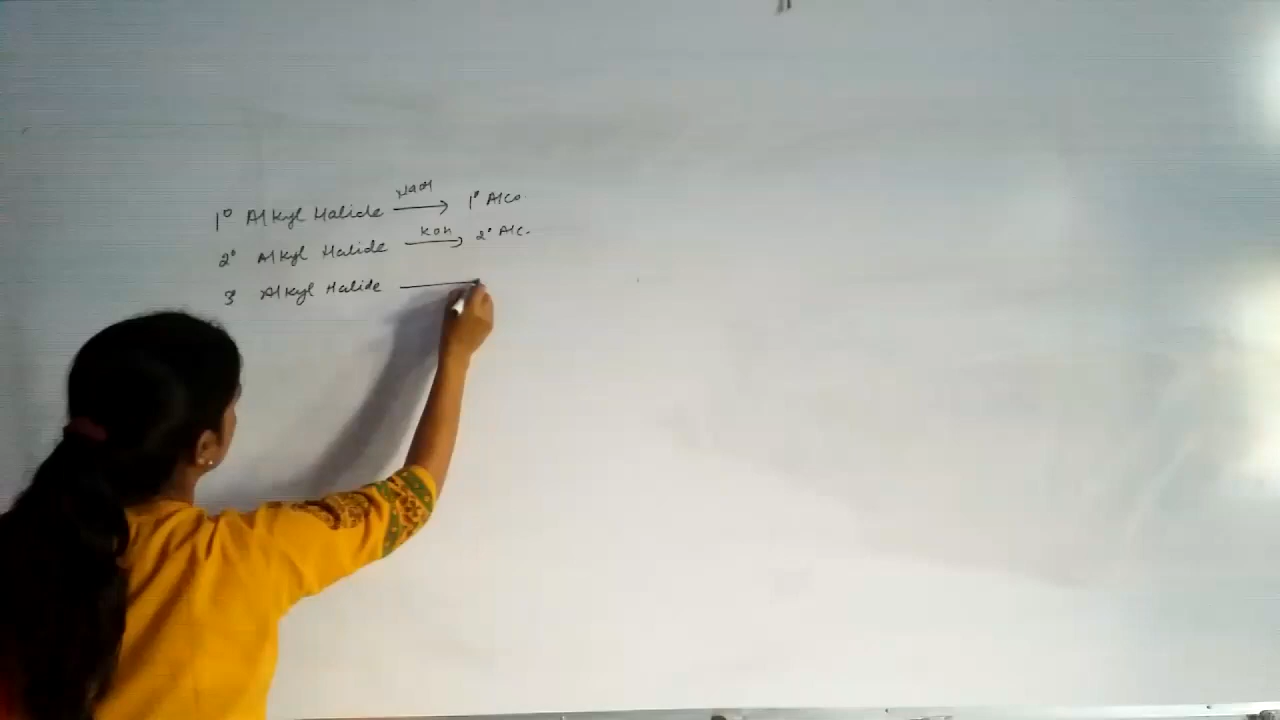 1° Alkyl Halide NaOH → 1° Alco.
2° Alkyl Halide KOH → 2° Alc.
3° Alkyl Halide